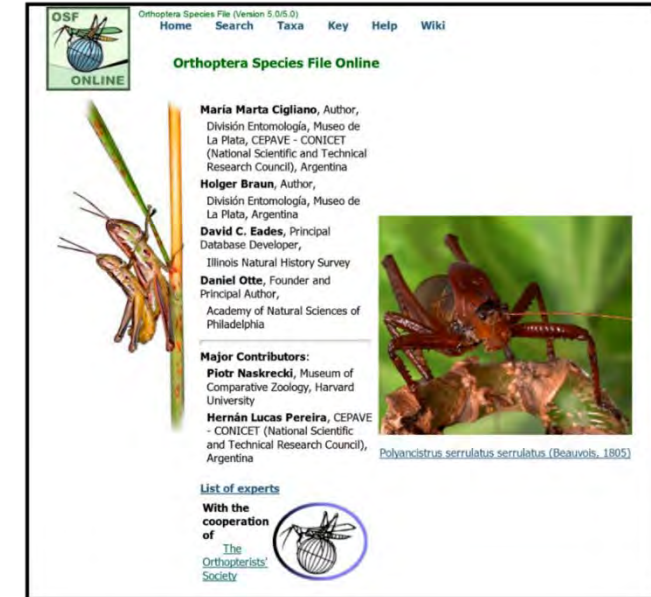 OSF
ONLINE
Orthoptera Species File (Version 5.0/5.0)
Home Search Taxa Key Help Wiki
Orthoptera Species File Online
María Marta Cigliano, Author,
División Entomología, Museo de
La Plata, CEPAVE - CONICET
(National Scientific and Technical
Research Council), Argentina
Holger Braun, Author,
División Entomología, Museo de
La Plata, Argentina
David C. Eades, Principal
Database Developer,
Illinois Natural History Survey
Daniel Otte, Founder and
Principal Author,
Academy of Natural Sciences of
Philadelphia
Major Contributors:
Piotr Naskrecki, Museum of
Comparative Zoology, Harvard
University
Hernán Lucas Pereira, CEPAVE
- CONICET (National Scientific
and Technical Research Council),
Argentina
Polyancistrus serrulatus serrulatus (Beauvois, 1805)
List of experts
With the
cooperation
of
The
Orthopterists'
Society